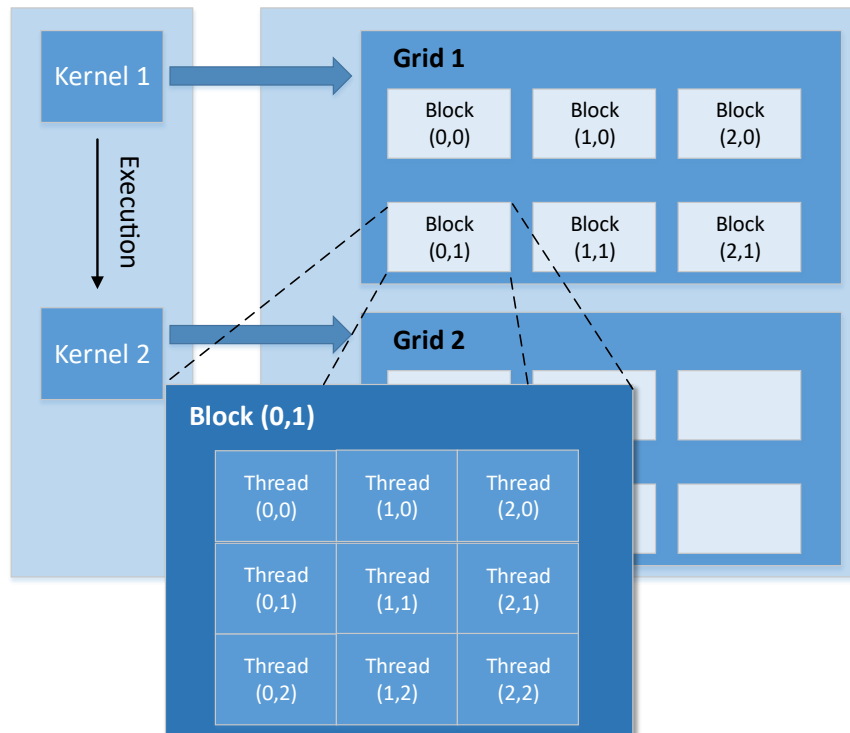 Kernel 1
Grid 1
Block
(0,0)
Block
(1,0)
Block
(2,0)
Execution
Block
(0,1)
Block
(1,1)
Block
(2,1)
Kernel 2
Grid 2
Block (0,1)
Thread
(0,0)
Thread
(1,0)
Thread
(2,0)
Thread
(0,1)
Thread
(1,1)
Thread
(2,1)
Thread
(0,2)
Thread
(1,2)
Thread
(2,2)